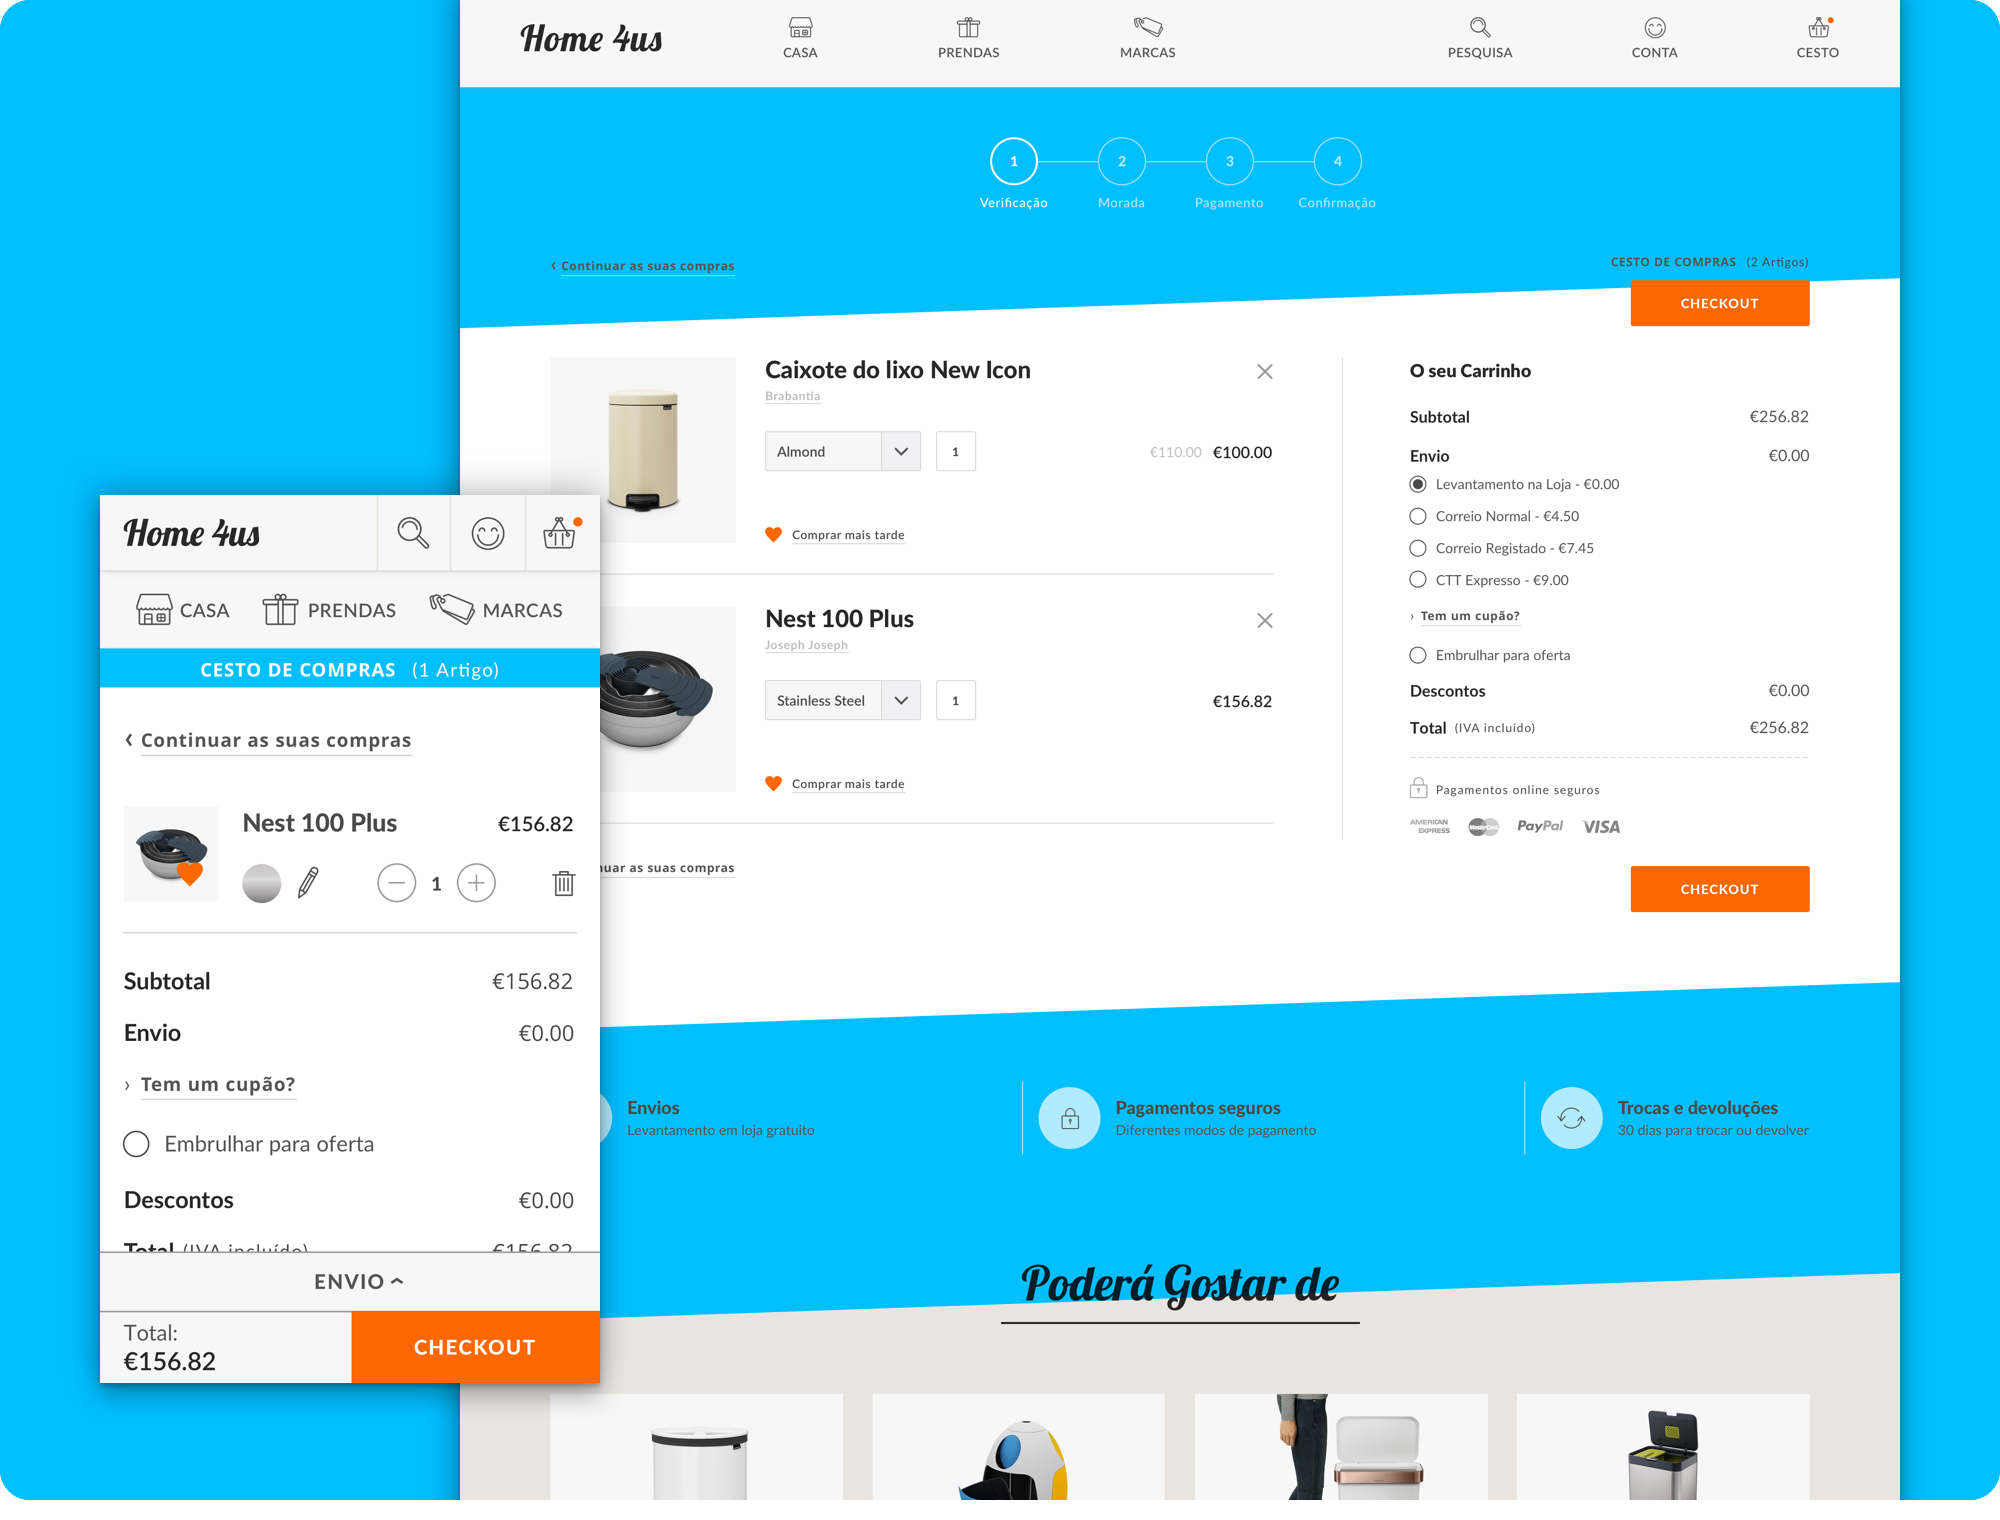 Home 4us
CASA
PRENDAS
MARCAS
PESQUISA
CONTA
CESTO
1
2
3
4
Verificação
Morada
Pagamento
Confirmação
‹ Continuar as suas compras
CESTO DE COMPRAS (2 Artigos)
CHECKOUT
Caixote do lixo New Icon
Brabantia
Almond
1
€110.00 €100.00
Comprar mais tarde
Nest 100 Plus
Joseph Joseph
Stainless Steel
1
€156.82
Comprar mais tarde
nuar as suas compras
O seu Carrinho
Subtotal €256.82
Envio €0.00
Levantamento na Loja - €0.00
Correio Normal - €4.50
Correio Registado - €7.45
CTT Expresso - €9.00
› Tem um cupão?
Embrulhar para oferta
Descontos €0.00
Total (IVA incluído) €256.82
Pagamentos online seguros
AMERICAN
EXPRESS
MasterCard
PayPal
VISA
CHECKOUT
Envios
Levantamento em loja gratuito
Pagamentos seguros
Diferentes modos de pagamento
Trocas e devoluções
30 dias para trocar ou devolver
Poderá Gostar de
Home 4us
CASA
PRENDAS
MARCAS
CESTO DE COMPRAS (1 Artigo)
‹ Continuar as suas compras
Nest 100 Plus €156.82
1
Subtotal €156.82
Envio €0.00
› Tem um cupão?
Embrulhar para oferta
Descontos €0.00
Total (IVA incluído) €156.82
ENVIO
Total:
€156.82
CHECKOUT